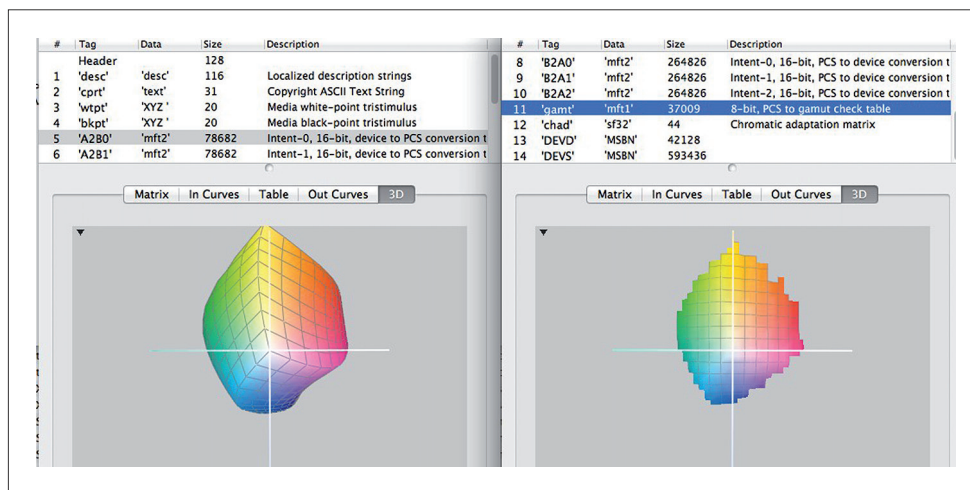 # Tag Data Size Description
Header 128
1 'desc' 'desc' 116 Localized description strings
2 'cprt' 'text' 31 Copyright ASCII Text String
3 'wtpt' 'XYZ ' 20 Media white-point tristimulus
4 'bkpt' 'XYZ ' 20 Media black-point tristimulus
5 'A2B0' 'mft2' 78682 Intent-0, 16-bit, device to PCS conversion t
6 'A2B1' 'mft2' 78682 Intent-1, 16-bit, device to PCS conversion t
Matrix In Curves Table Out Curves 3D
# Tag Data Size Description
8 'B2A0' 'mft2' 264826 Intent-0, 16-bit, PCS to device conversion t
9 'B2A1' 'mft2' 264826 Intent-1, 16-bit, PCS to device conversion t
10 'B2A2' 'mft2' 264826 Intent-2, 16-bit, PCS to device conversion t
11 'gamt' 'mft1' 37009 8-bit, PCS to gamut check table
12 'chad' 'sf32' 44 Chromatic adaptation matrix
13 'DEVD' 'MSBN' 42128
14 'DEVS' 'MSBN' 593436
Matrix In Curves Table Out Curves 3D